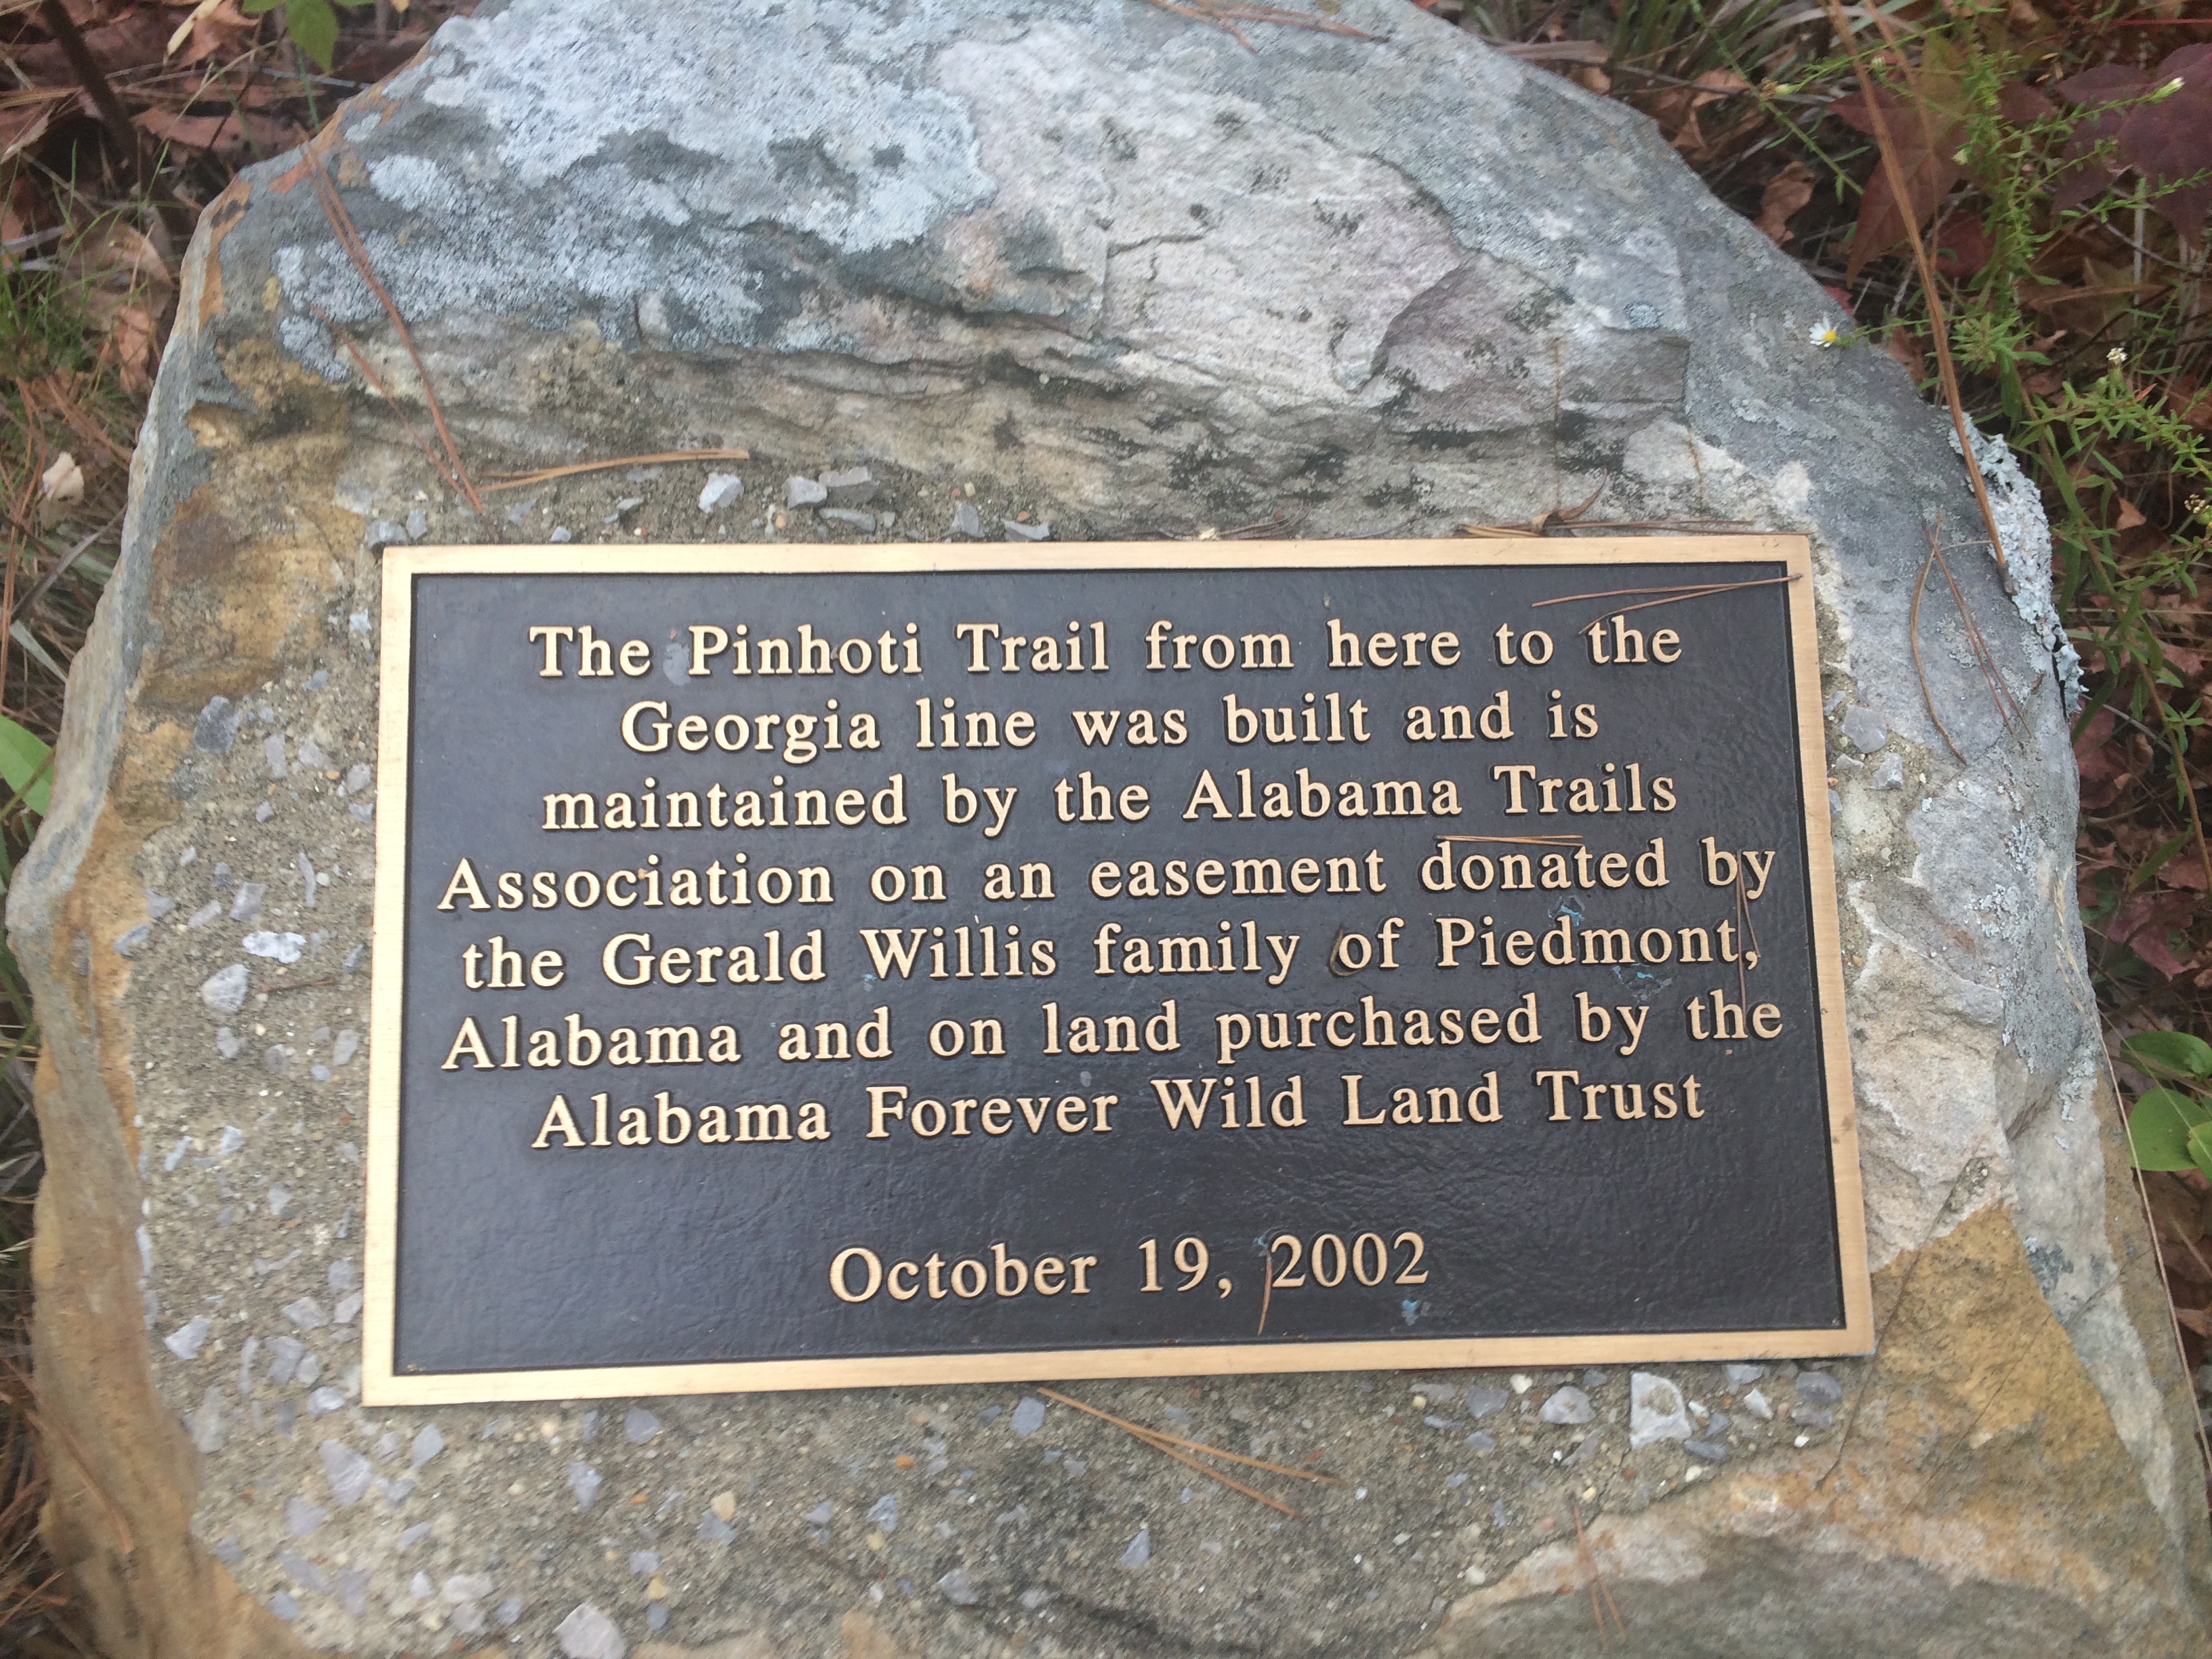 The Pinhoti Trail from here to the
Georgia line was built and is
maintained by the Alabama Trails
Association on an easement donated by
the Gerald Willis family of Piedmont,
Alabama and on land purchased by the
Alabama Forever Wild Land Trust
October 19, 2002